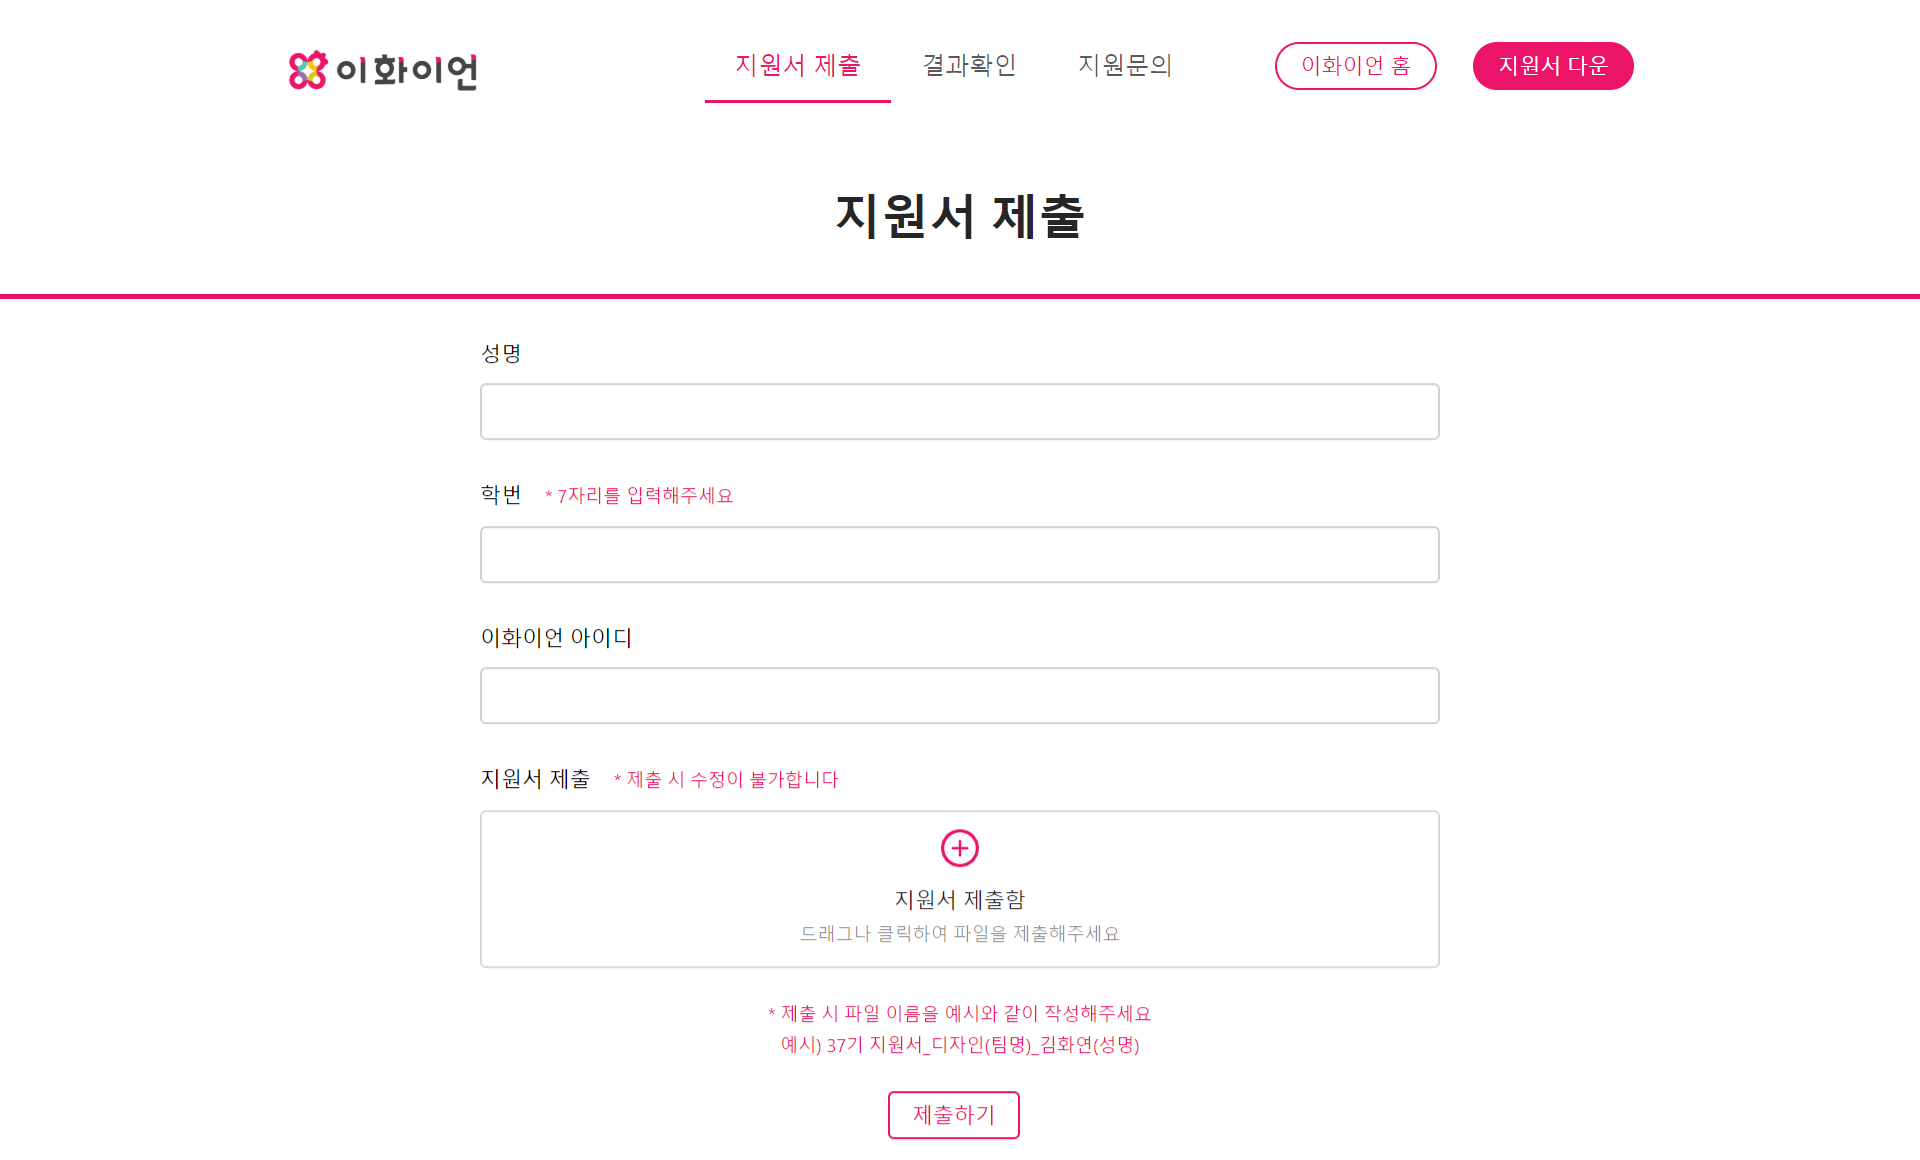 이화이언
지원서 제출
결과확인
지원문의
이화이언 홈
지원서 다운
지원서 제출
성명
학번 * 7자리를 입력해주세요
이화이언 아이디
지원서 제출 * 제출 시 수정이 불가합니다
지원서 제출함
드래그나 클릭하여 파일을 제출해주세요
* 제출 시 파일 이름을 예시와 같이 작성해주세요
예시) 37기 지원서_디자인(팀명)_김화연(성명)
제출하기